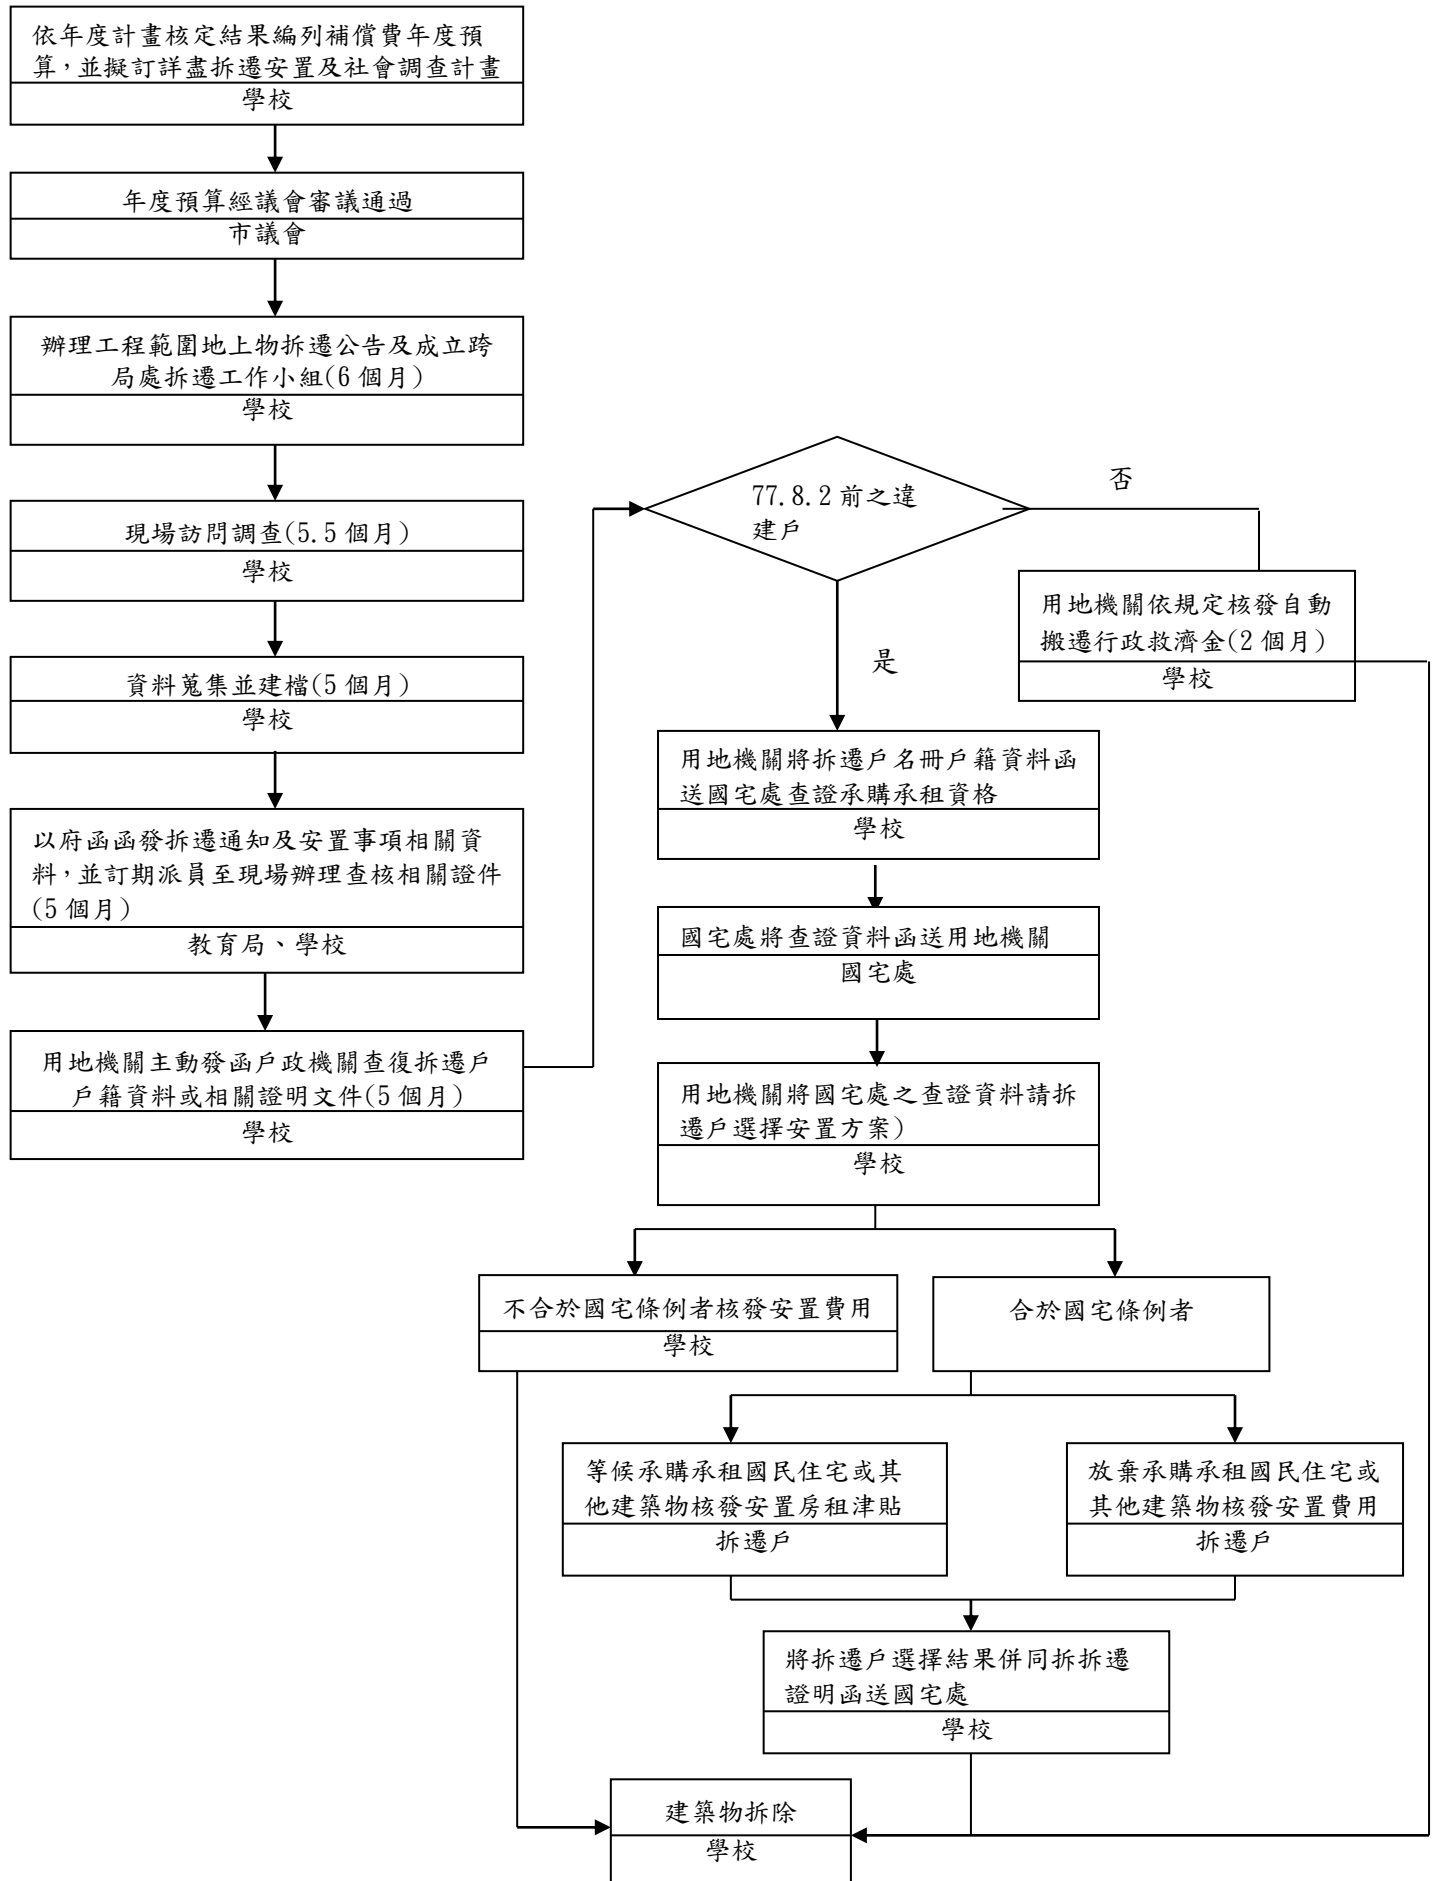 依年度計畫核定結果編列補償費年度預
算，並擬訂詳盡拆遷安置及社會調查計畫
學校
年度預算經議會審議通過
市議會
辦理工程範圍地上物拆遷公告及成立跨
局處拆遷工作小組(6 個月)
學校
現場訪問調查(5.5 個月)
學校
資料蒐集並建檔(5 個月)
學校
以府函函發拆遷通知及安置事項相關資
料，並訂期派員至現場辦理查核相關證件
(5 個月)
教育局、學校
用地機關主動發函戶政機關查復拆遷戶
戶籍資料或相關證明文件(5 個月)
學校
77.8.2 前之違
建戶
否
用地機關依規定核發自動
搬遷行政救濟金(2 個月)
學校
是
用地機關將拆遷戶名冊戶籍資料函
送國宅處查證承購承租資格
學校
國宅處將查證資料函送用地機關
國宅處
用地機關將國宅處之查證資料請拆
遷戶選擇安置方案)
學校
不合於國宅條例者核發安置費用
學校
合於國宅條例者
等候承購承租國民住宅或其
他建築物核發安置房租津貼
拆遷戶
放棄承購承租國民住宅或
其他建築物核發安置費用
拆遷戶
將拆遷戶選擇結果併同拆拆遷
證明函送國宅處
學校
建築物拆除
學校